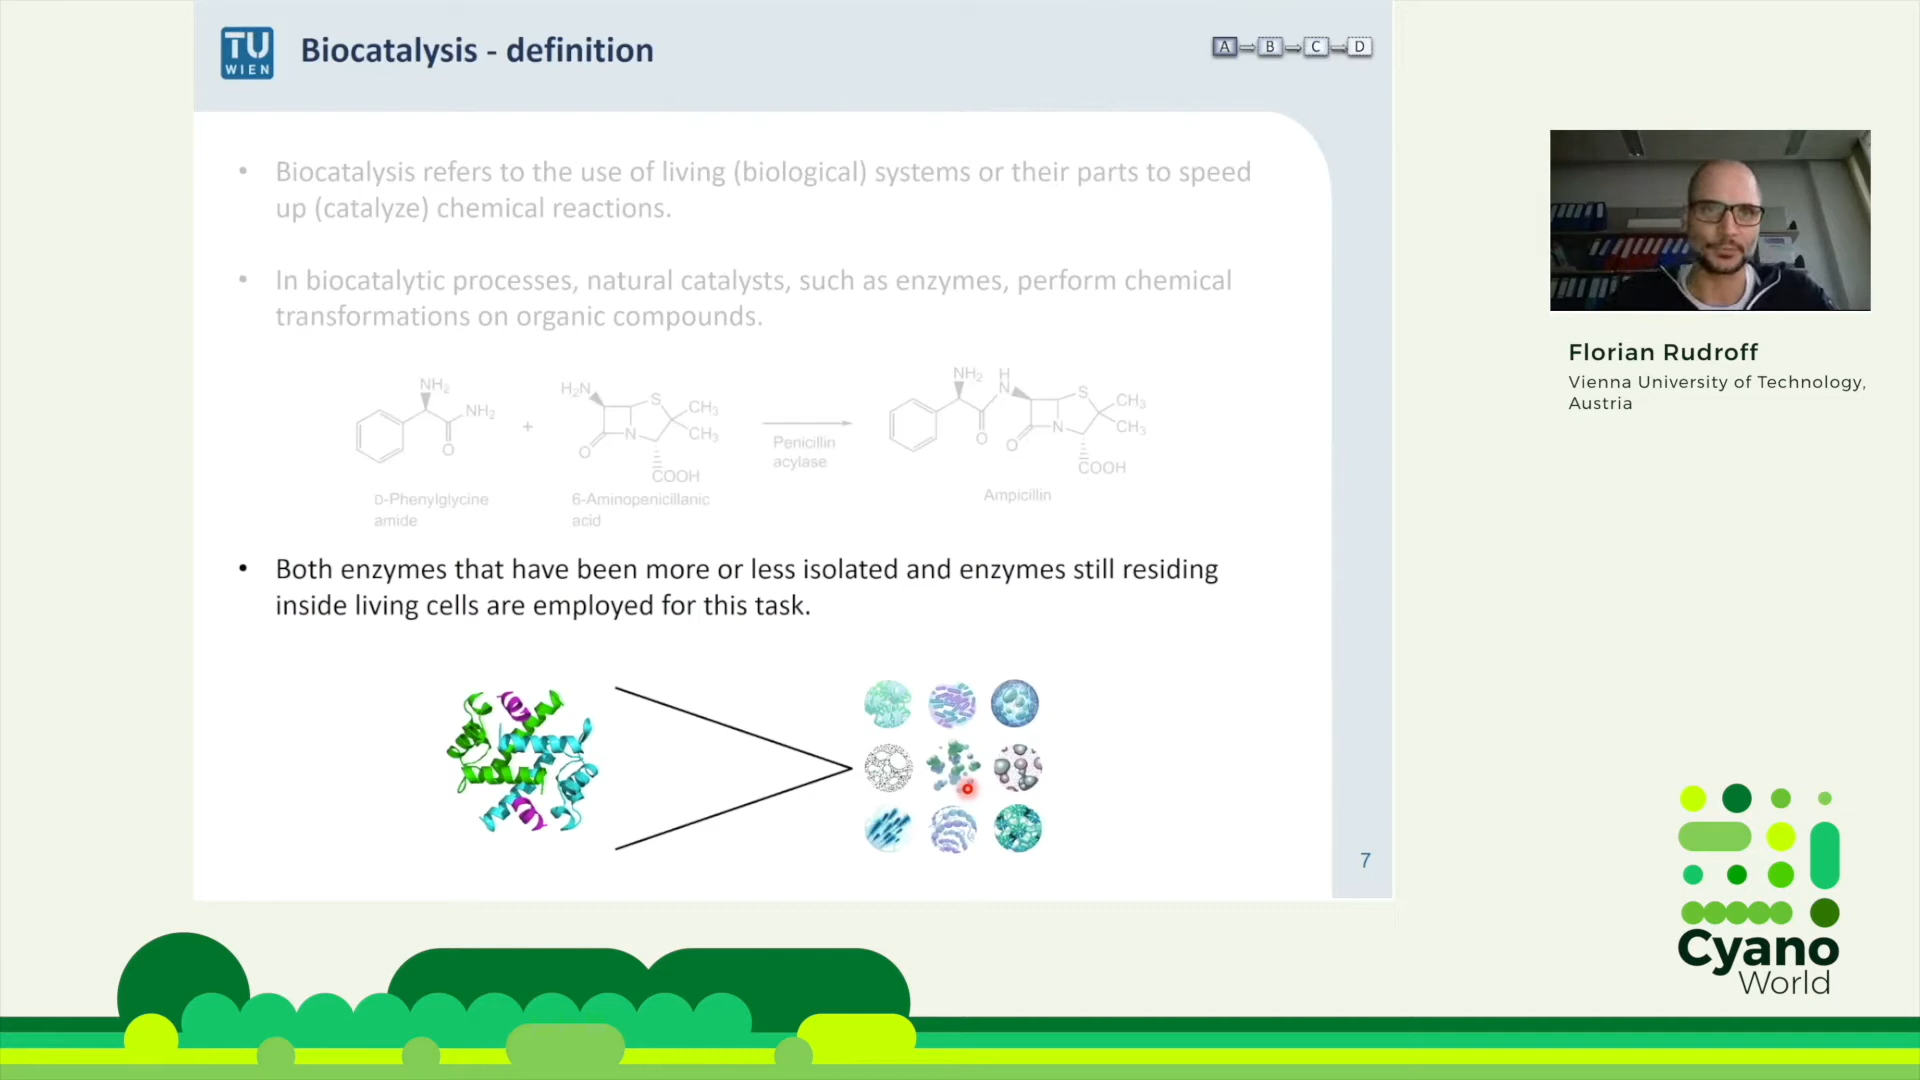 TU
WIEN
Biocatalysis - definition
A B C D
• Biocatalysis refers to the use of living (biological) systems or their parts to speed
up (catalyze) chemical reactions.
• In biocatalytic processes, natural catalysts, such as enzymes, perform chemical
transformations on organic compounds.
NH₂
NH₂
O
D-Phenylglycine
amide
+
H₂N
S
CH₃
CH₃
N
O
COOH
6-Aminopenicillanic
acid
Penicillin
acylase
NH₂
H
N
S
CH₃
CH₃
N
O
O
COOH
Ampicillin
• Both enzymes that have been more or less isolated and enzymes still residing
inside living cells are employed for this task.
7
Florian Rudroff
Vienna University of Technology,
Austria
Cyano
World